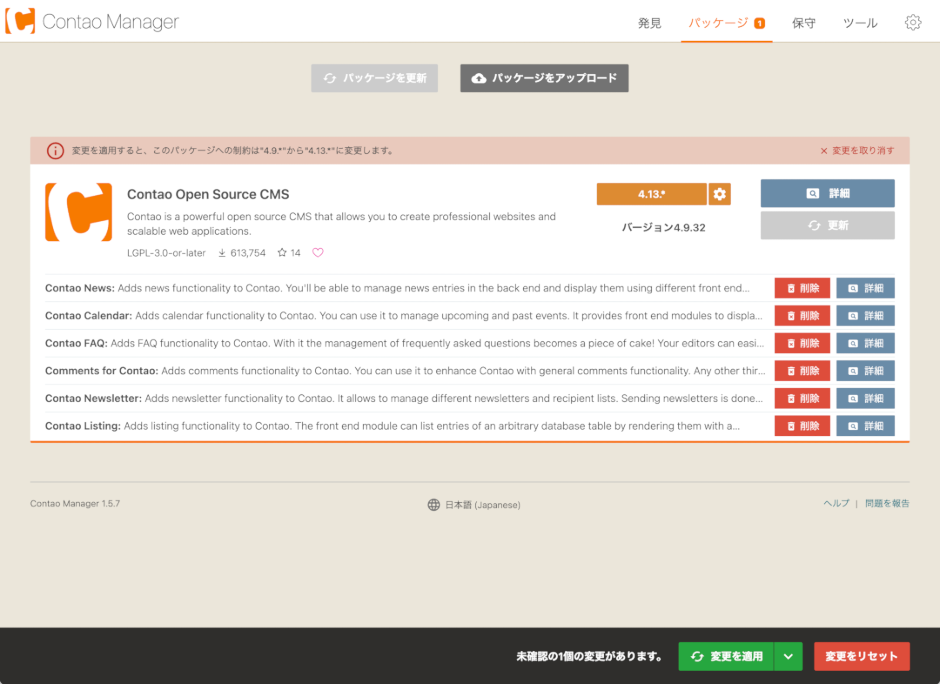 Contao Manager
発見 パッケージ 1 保守 ツール
パッケージを更新 パッケージをアップロード
変更を適用すると、このパッケージへの制約は"4.9.*"から"4.13.*"に変更します。 × 変更を取り消す
Contao Open Source CMS 4.13.* 詳細
Contao is a powerful open source CMS that allows you to create professional websites and
scalable web applications. バージョン4.9.32 更新
LGPL-3.0-or-later 613,754 14
Contao News: Adds news functionality to Contao. You'll be able to manage news entries in the back end and display them using different front end... 削除 詳細
Contao Calendar: Adds calendar functionality to Contao. You can use it to manage upcoming and past events. It provides front end modules to displa... 削除 詳細
Contao FAQ: Adds FAQ functionality to Contao. With it the management of frequently asked questions becomes a piece of cake! Your editors can easi... 削除 詳細
Comments for Contao: Adds comments functionality to Contao. You can use it to enhance Contao with general comments functionality. Any other thir... 削除 詳細
Contao Newsletter: Adds newsletter functionality to Contao. It allows to manage different newsletters and recipient lists. Sending newsletters is done... 削除 詳細
Contao Listing: Adds listing functionality to Contao. The front end module can list entries of an arbitrary database table by rendering them with a... 削除 詳細
Contao Manager 1.5.7 日本語 (Japanese) ヘルプ | 問題を報告
未確認の1個の変更があります。 変更を適用 変更をリセット